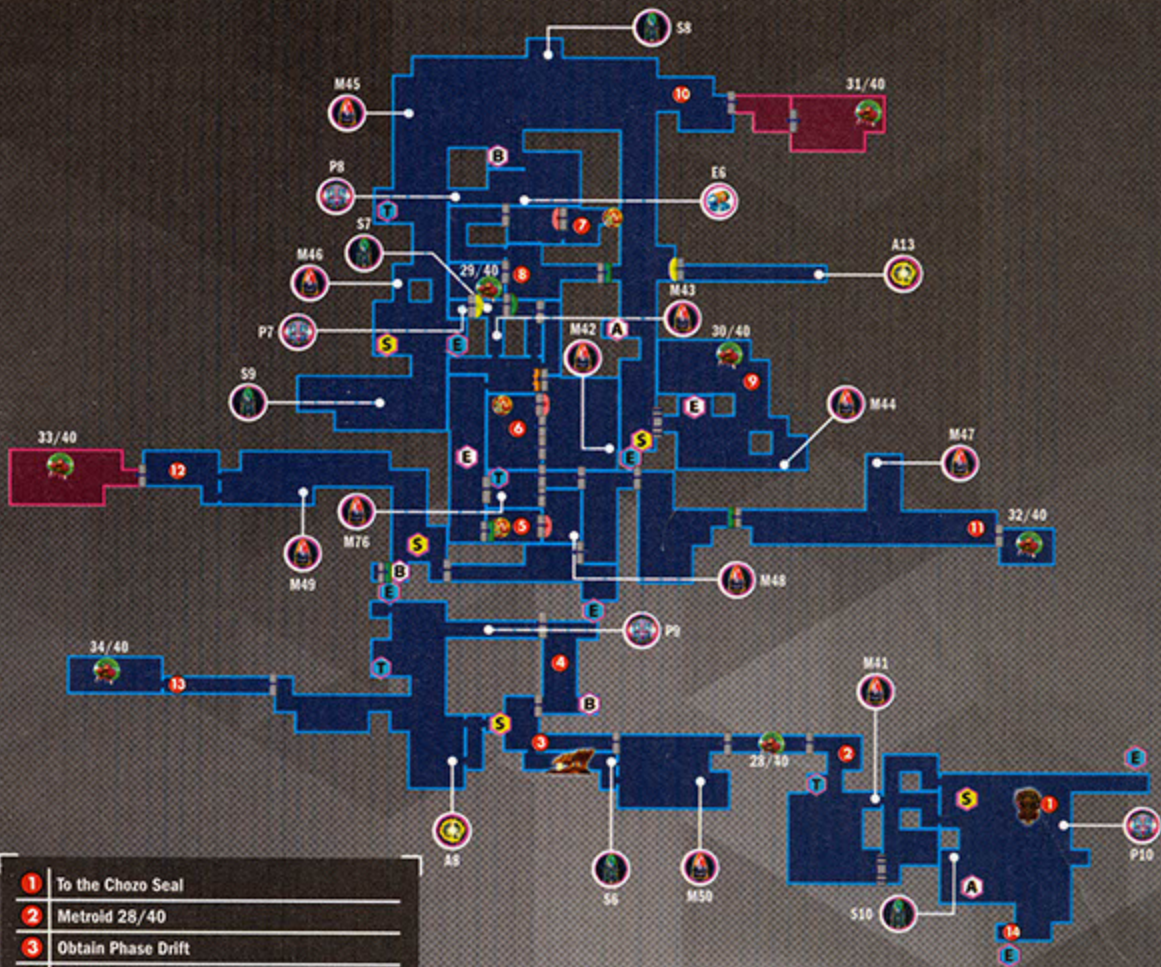 S8
M45
10
31/40
B
P8
E6
T
S7
7
A13
M46
29/40
8
M43
P7
M42
A
30/40
S
E
S9
9
E
M44
6
S
33/40
E
E
M47
12
T
M76
5
11
32/40
S
M49
B
M48
E
E
P9
34/40
T
4
M41
13
B
S
3
2
28/40
E
T
S
1
A8
P10
S6
M50
A
S10
14
E
1 To the Chozo Seal
2 Metroid 28/40
3 Obtain Phase Drift